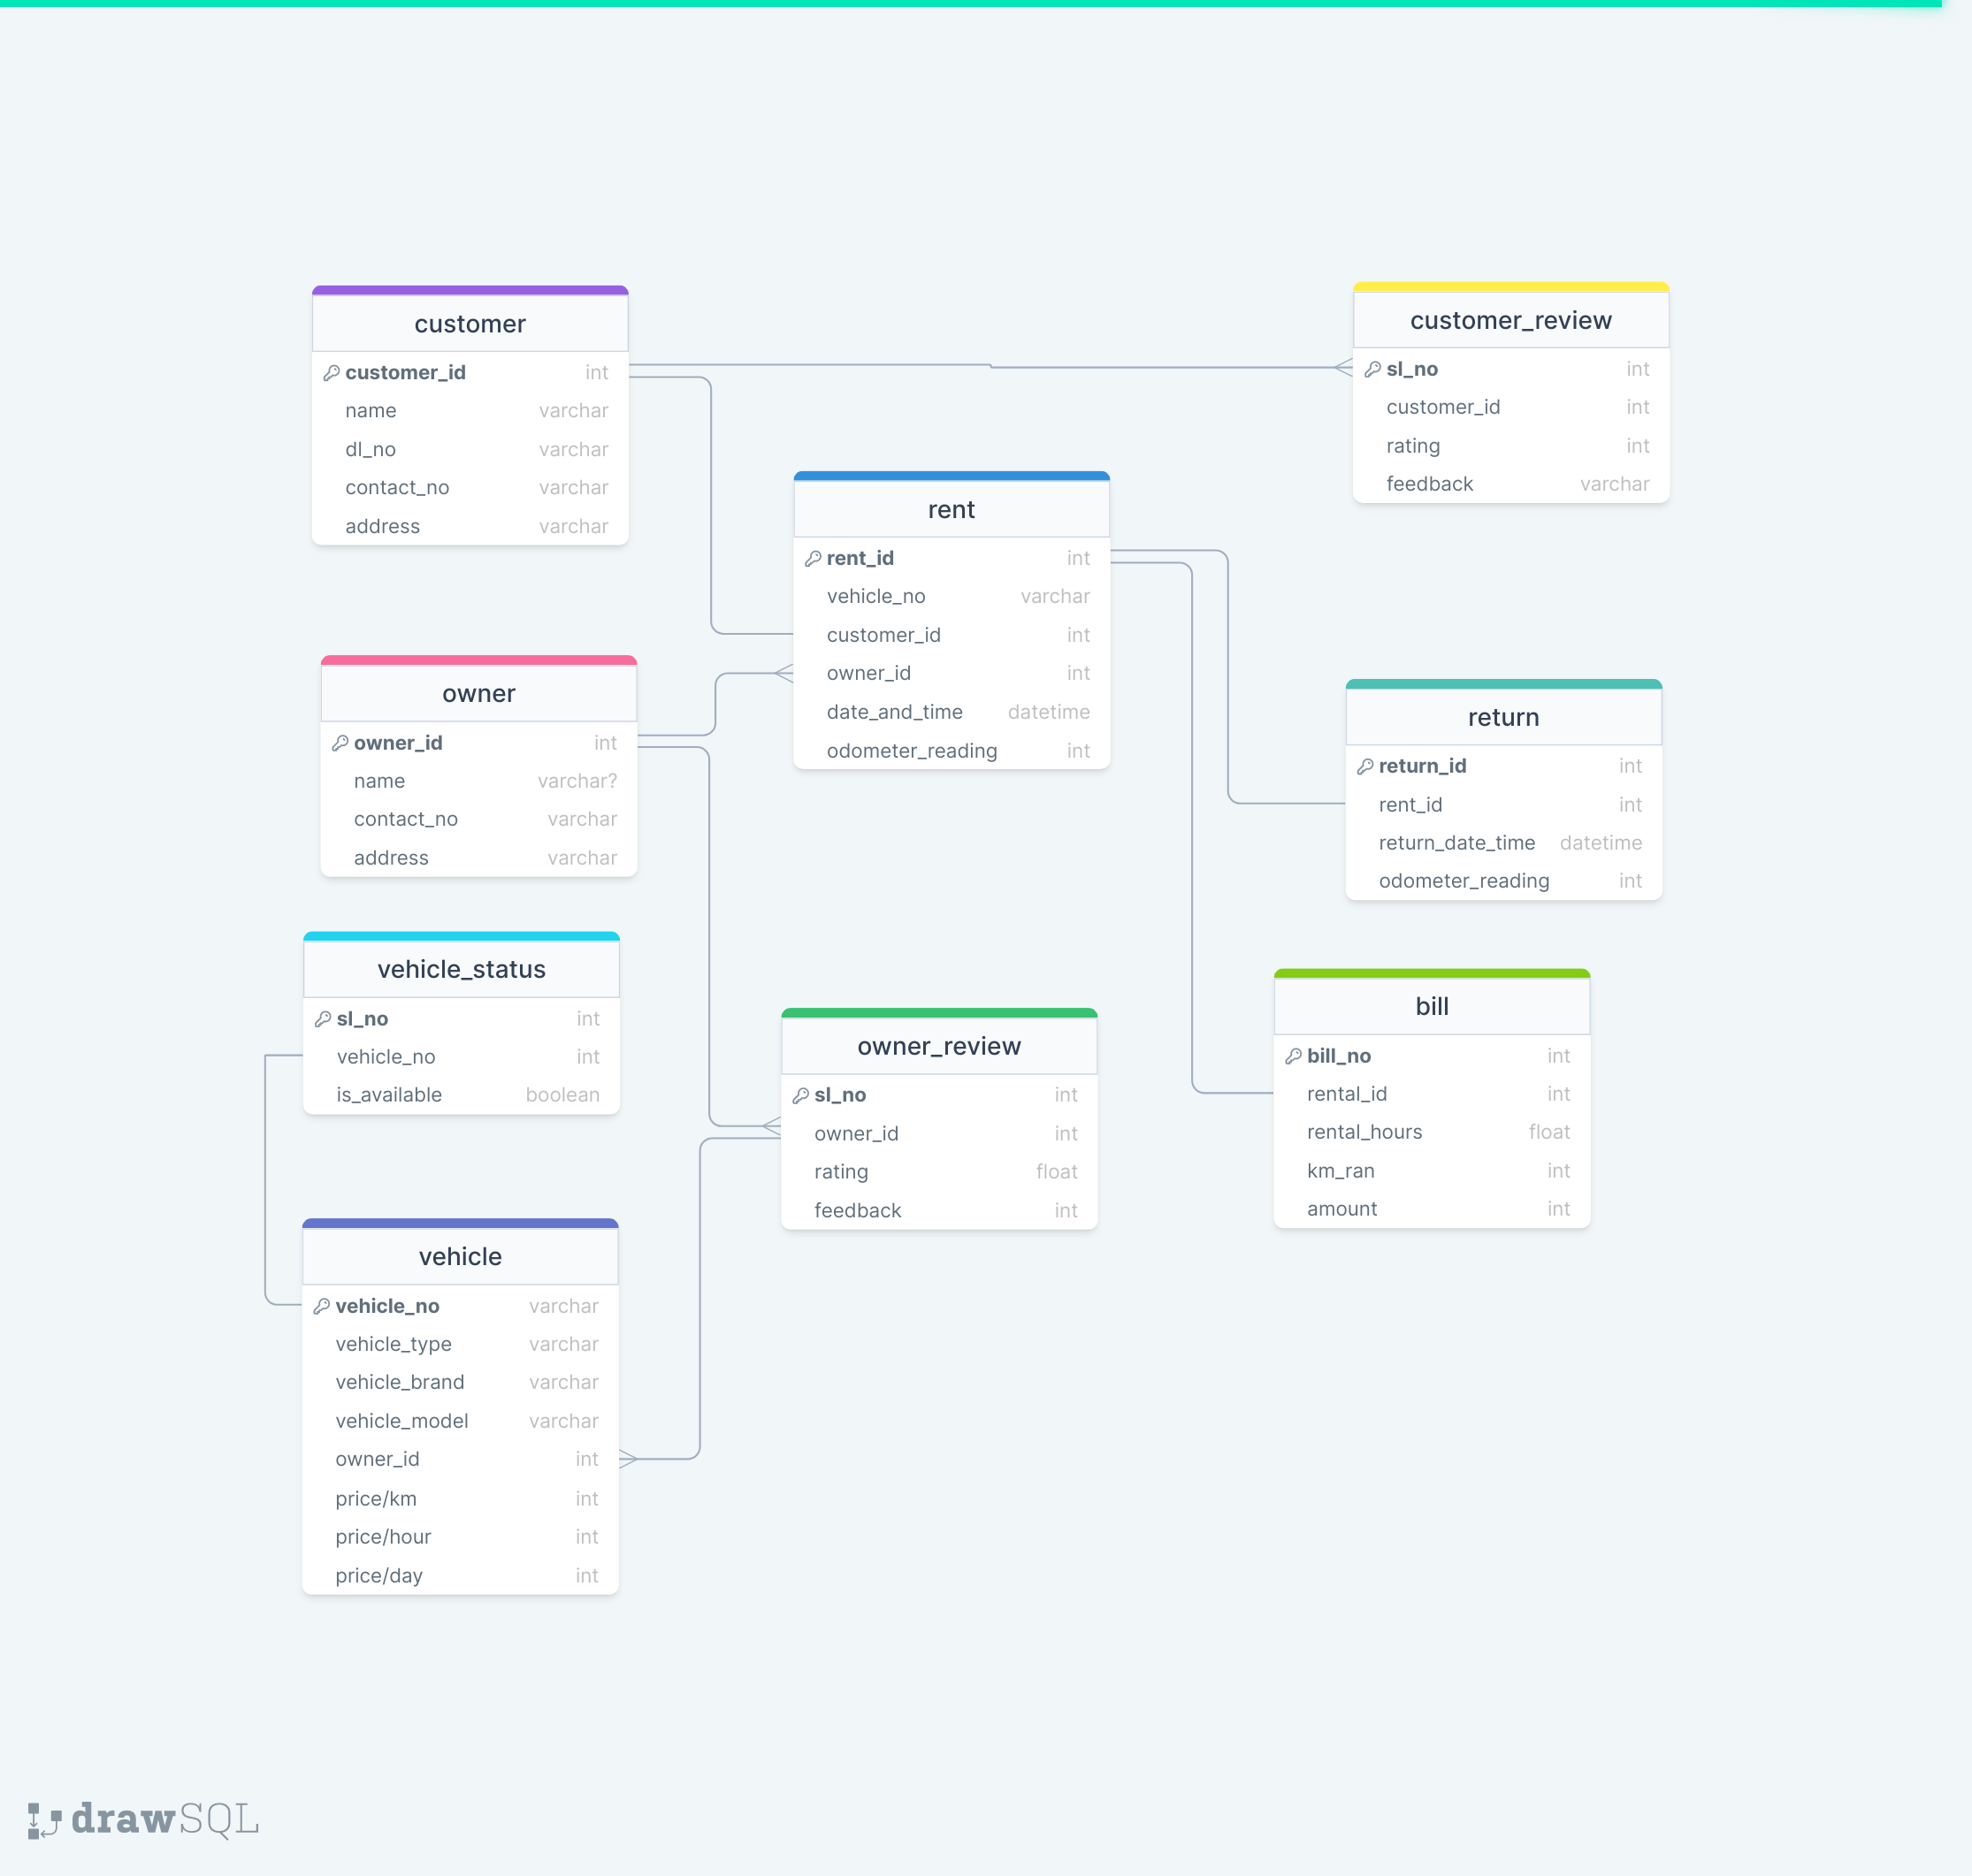 customer
customer_id int
name varchar
dl_no varchar
contact_no varchar
address varchar
customer_review
sl_no int
customer_id int
rating int
feedback varchar
rent
rent_id int
vehicle_no varchar
customer_id int
owner_id int
date_and_time datetime
odometer_reading int
owner
owner_id int
name varchar?
contact_no varchar
address varchar
return
return_id int
rent_id int
return_date_time datetime
odometer_reading int
vehicle_status
sl_no int
vehicle_no int
is_available boolean
owner_review
sl_no int
owner_id int
rating float
feedback int
bill
bill_no int
rental_id int
rental_hours float
km_ran int
amount int
vehicle
vehicle_no varchar
vehicle_type varchar
vehicle_brand varchar
vehicle_model varchar
owner_id int
price/km int
price/hour int
price/day int
drawSQL